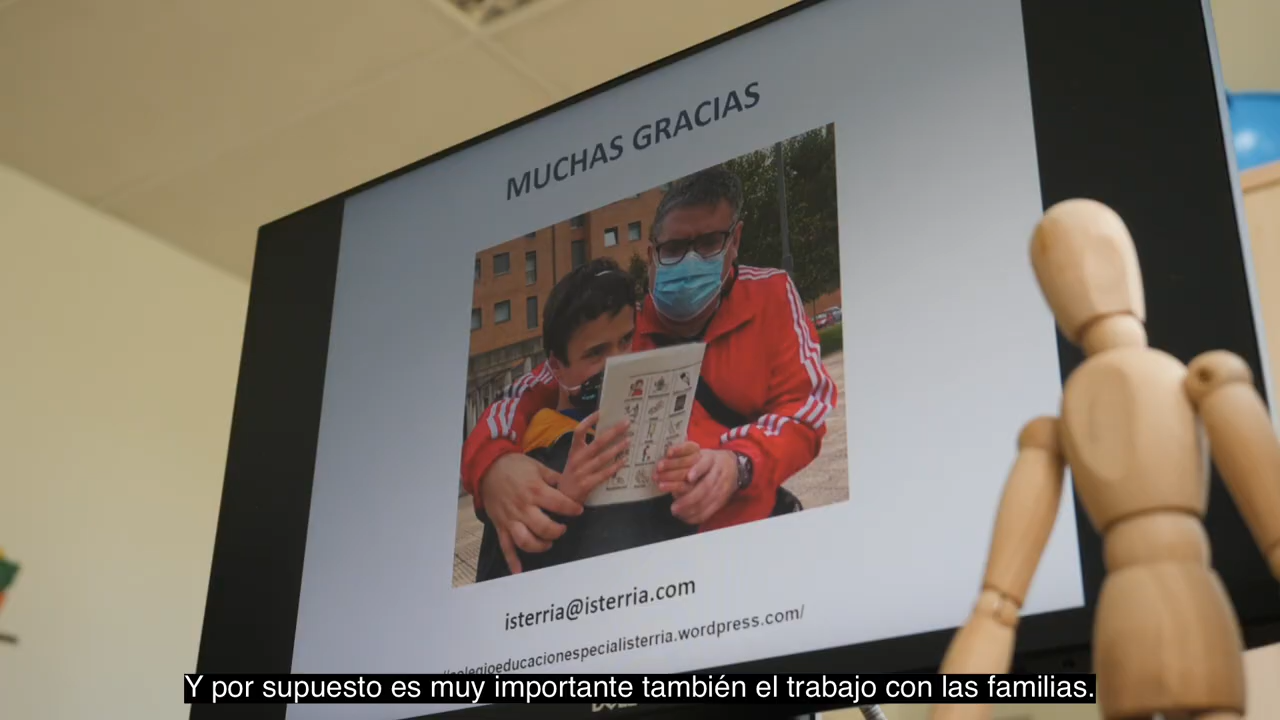 MUCHAS GRACIAS
isterria@isterria.com
colegioeducacionespecialisterria.wordpress.com/
Y por supuesto es muy importante también el trabajo con las familias.